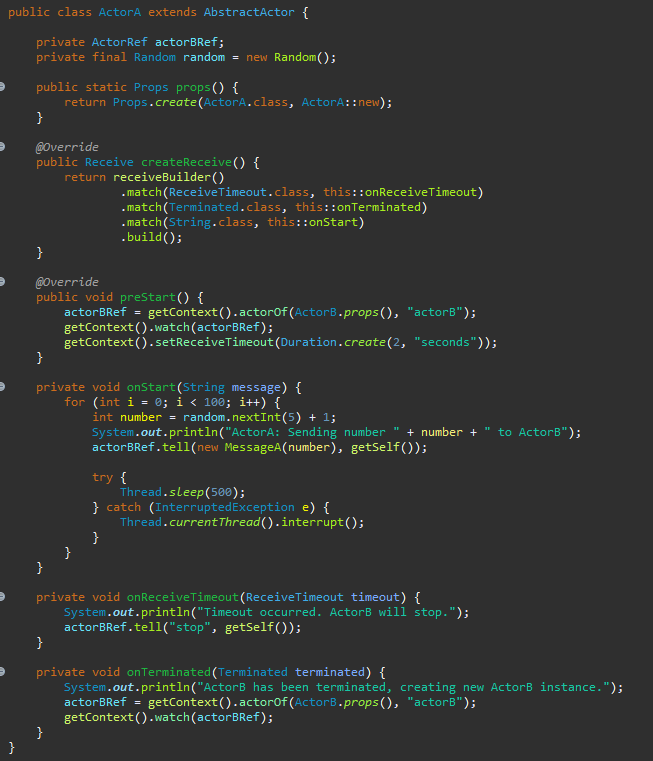 public class ActorA extends AbstractActor {
private ActorRef actorBRef;
private final Random random = new Random();
public static Props props() {
return Props.create(ActorA.class, ActorA::new);
}
@Override
public Receive createReceive() {
return receiveBuilder()
.match(ReceiveTimeout.class, this::onReceiveTimeout)
.match(Terminated.class, this::onTerminated)
.match(String.class, this::onStart)
.build();
}
@Override
public void preStart() {
actorBRef = getContext().actorOf(ActorB.props(), "actorB");
getContext().watch(actorBRef);
getContext().setReceiveTimeout(Duration.create(2, "seconds"));
}
private void onStart(String message) {
for (int i = 0; i < 100; i++) {
int number = random.nextInt(5) + 1;
System.out.println("ActorA: Sending number " + number + " to ActorB");
actorBRef.tell(new MessageA(number), getSelf());
try {
Thread.sleep(500);
} catch (InterruptedException e) {
Thread.currentThread().interrupt();
}
}
}
private void onReceiveTimeout(ReceiveTimeout timeout) {
System.out.println("Timeout occurred. ActorB will stop.");
actorBRef.tell("stop", getSelf());
}
private void onTerminated(Terminated terminated) {
System.out.println("ActorB has been terminated, creating new ActorB instance.");
actorBRef = getContext().actorOf(ActorB.props(), "actorB");
getContext().watch(actorBRef);
}
}